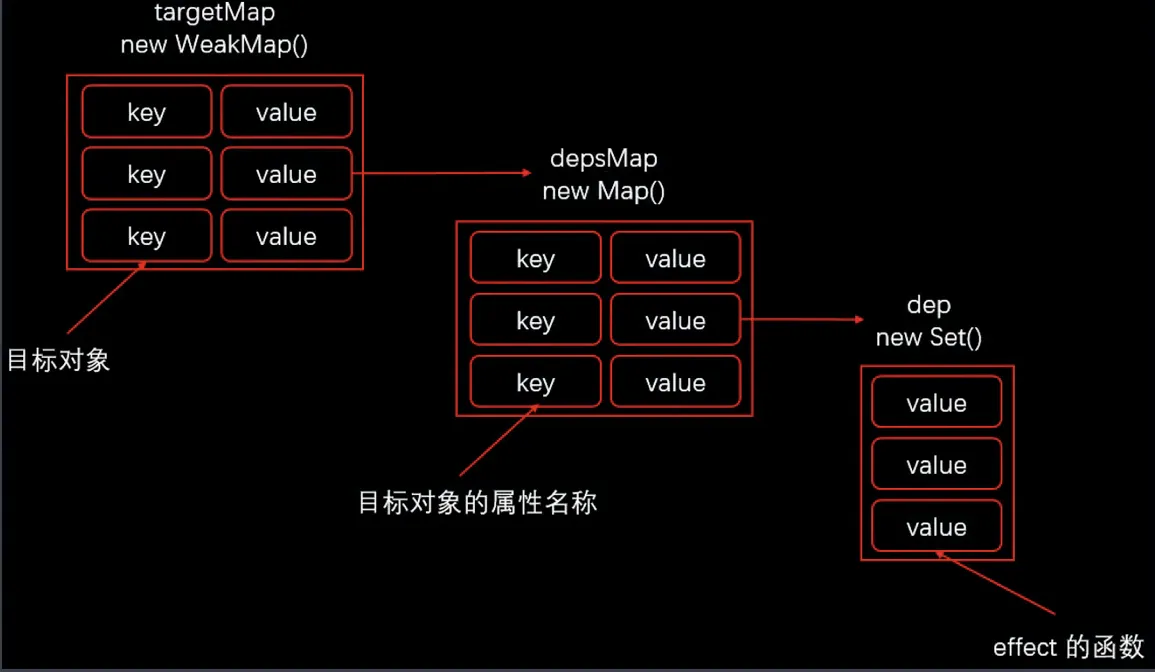 targetMap
new WeakMap()
key value
key value
key value
目标对象
depsMap
new Map()
key value
key value
key value
目标对象的属性名称
dep
new Set()
value
value
value
effect 的函数